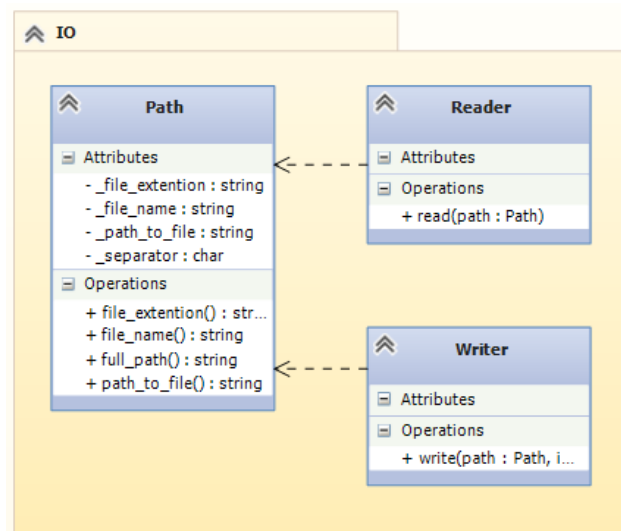 IO
Path
Attributes
- _file_extention : string
- _file_name : string
- _path_to_file : string
- _separator : char
Operations
+ file_extention() : str...
+ file_name() : string
+ full_path() : string
+ path_to_file() : string
Reader
Attributes
Operations
+ read(path : Path)
Writer
Attributes
Operations
+ write(path : Path, i...